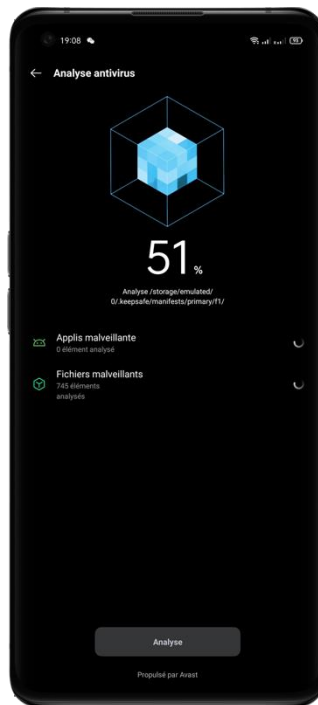 19:08
Analyse antivirus
51 %
Analyse /storage/emulated/
0/.keepsafe/manifests/primary/f1/
Applis malveillante
0 élément analysé
Fichiers malveillants
745 éléments
analysés
Analyse
Propulsé par Avast